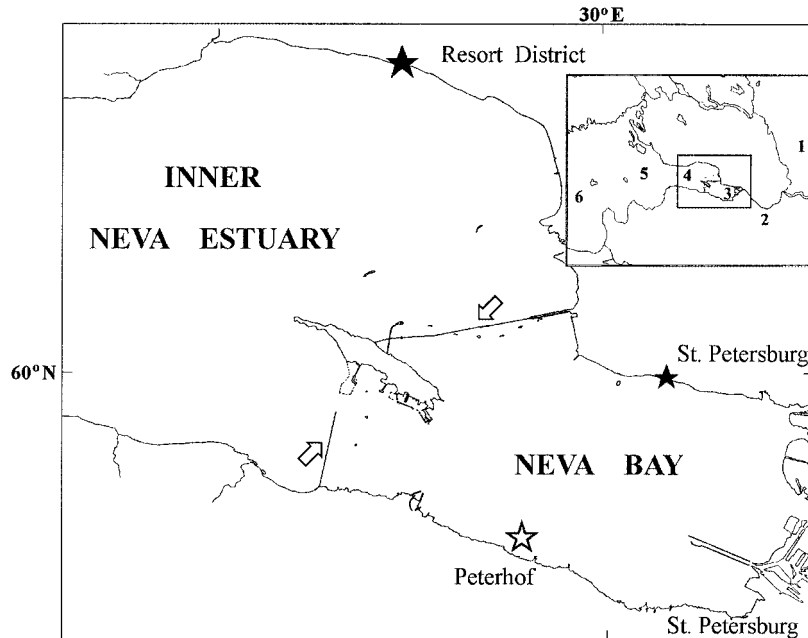 30°E
Resort District
1
INNER
5
4
6
3
NEVA ESTUARY
2
St. Petersburg
60°N
NEVA BAY
Peterhof
St. Petersburg